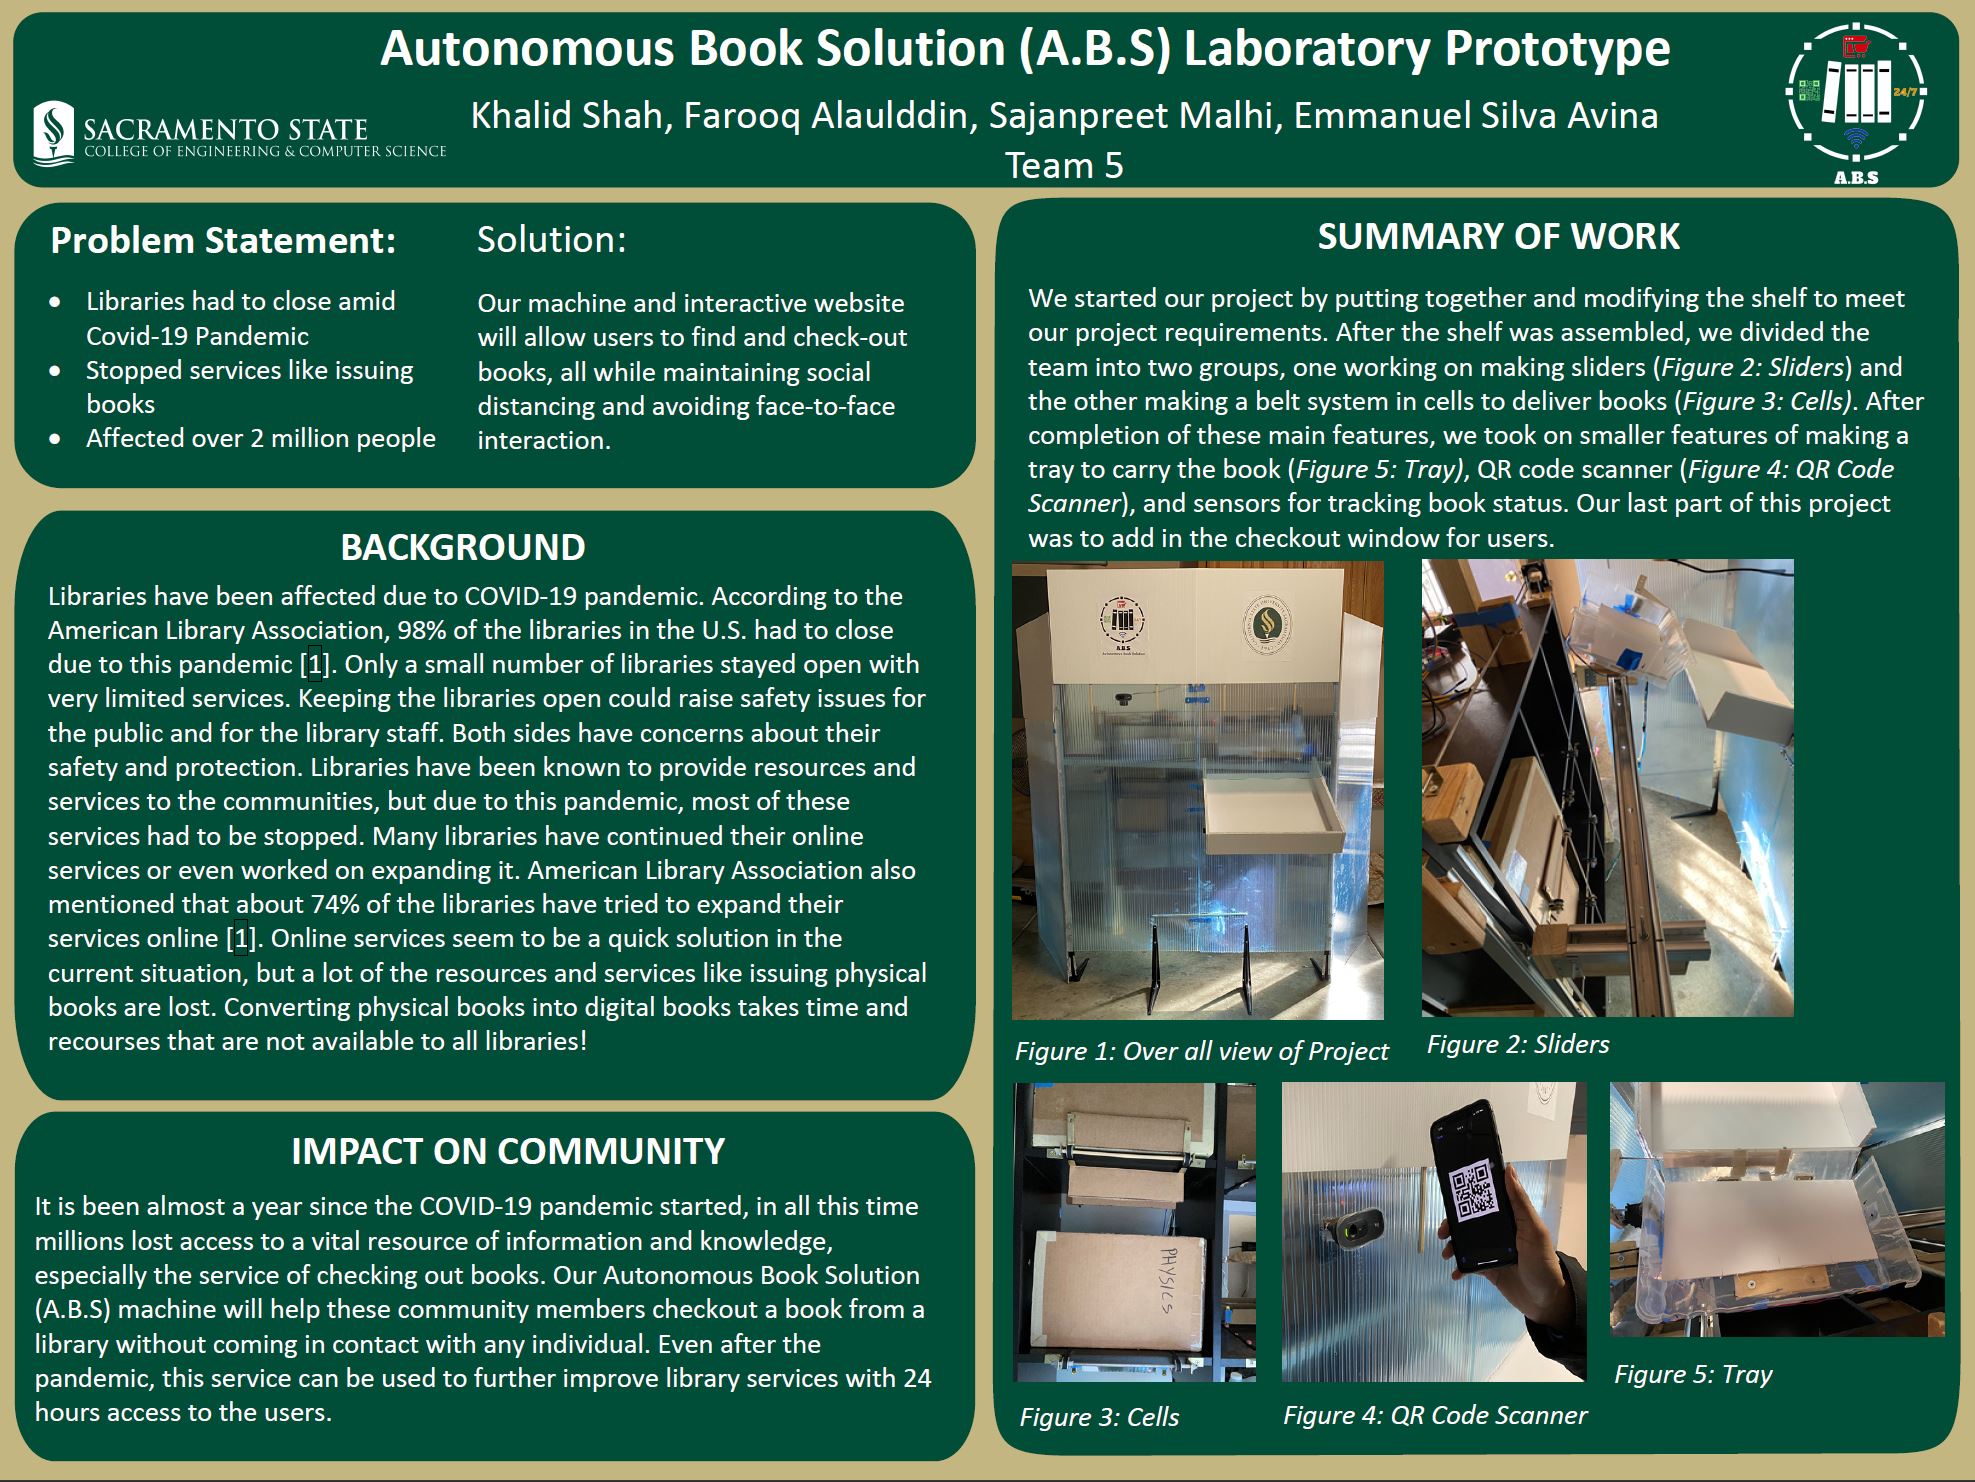 Autonomous Book Solution (A.B.S) Laboratory Prototype
Khalid Shah, Farooq Alaulddin, Sajanpreet Malhi, Emmanuel Silva Avina
Team 5
SACRAMENTO STATE
COLLEGE OF ENGINEERING & COMPUTER SCIENCE
24/7
A.B.S
Problem Statement:
• Libraries had to close amid
Covid-19 Pandemic
• Stopped services like issuing
books
• Affected over 2 million people
Solution:
Our machine and interactive website
will allow users to find and check-out
books, all while maintaining social
distancing and avoiding face-to-face
interaction.
BACKGROUND
Libraries have been affected due to COVID-19 pandemic. According to the
American Library Association, 98% of the libraries in the U.S. had to close
due to this pandemic [1]. Only a small number of libraries stayed open with
very limited services. Keeping the libraries open could raise safety issues for
the public and for the library staff. Both sides have concerns about their
safety and protection. Libraries have been known to provide resources and
services to the communities, but due to this pandemic, most of these
services had to be stopped. Many libraries have continued their online
services or even worked on expanding it. American Library Association also
mentioned that about 74% of the libraries have tried to expand their
services online [1]. Online services seem to be a quick solution in the
current situation, but a lot of the resources and services like issuing physical
books are lost. Converting physical books into digital books takes time and
recourses that are not available to all libraries!
IMPACT ON COMMUNITY
It is been almost a year since the COVID-19 pandemic started, in all this time
millions lost access to a vital resource of information and knowledge,
especially the service of checking out books. Our Autonomous Book Solution
(A.B.S) machine will help these community members checkout a book from a
library without coming in contact with any individual. Even after the
pandemic, this service can be used to further improve library services with 24
hours access to the users.
SUMMARY OF WORK
We started our project by putting together and modifying the shelf to meet
our project requirements. After the shelf was assembled, we divided the
team into two groups, one working on making sliders (Figure 2: Sliders) and
the other making a belt system in cells to deliver books (Figure 3: Cells). After
completion of these main features, we took on smaller features of making a
tray to carry the book (Figure 5: Tray), QR code scanner (Figure 4: QR Code
Scanner), and sensors for tracking book status. Our last part of this project
was to add in the checkout window for users.
A.B.S
Autonomous Book Solution
Figure 1: Over all view of Project
Figure 2: Sliders
PHYSICS
Figure 3: Cells
Figure 4: QR Code Scanner
Figure 5: Tray